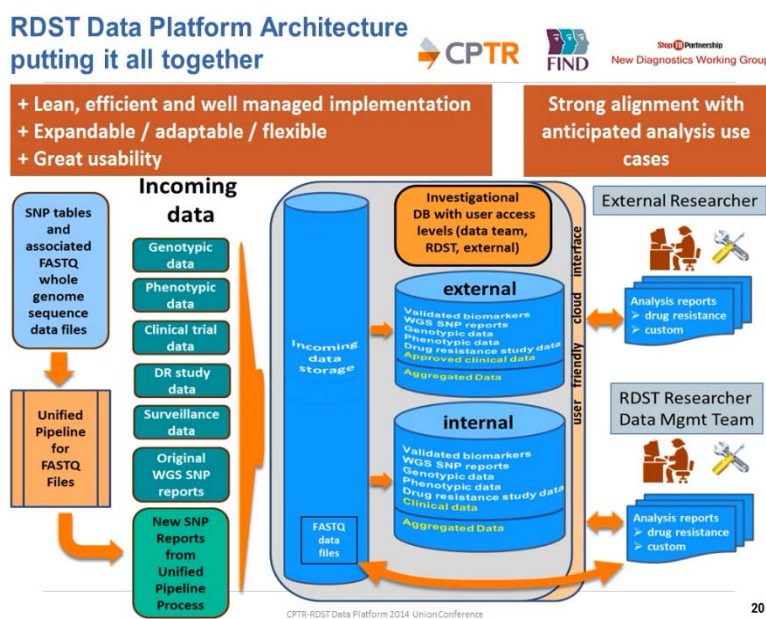 RDST Data Platform Architecture
putting it all together
CPTR
FIND
Stop TB Partnership
New Diagnostics Working Group
+ Lean, efficient and well managed implementation
+ Expandable / adaptable / flexible
+ Great usability
Strong alignment with
anticipated analysis use
cases
SNP tables
and
associated
FASTQ
whole
genome
sequence
data files
Unified
Pipeline
for
FASTQ
Files
Incoming
data
Genotypic
data
Phenotypic
data
Clinical trial
data
DR study
data
Surveillance
data
Original
WGS SNP
reports
New SNP
Reports
from
Unified
Pipeline
Process
Incoming
data
storage
FASTQ
data
files
Investigational
DB with user access
levels (data team,
RDST, external)
external
Validated biomarkers
WGS SNP reports
Genotypic data
Phenotypic data
Drug resistance study data
Approved clinical data
Aggregated Data
internal
Validated biomarkers
WGS SNP reports
Genotypic data
Phenotypic data
Drug resistance study data
Clinical data
Aggregated Data
user friendly cloud interface
External Researcher
Analysis reports
➢ drug resistance
➢ custom
RDST Researcher
Data Mgmt Team
Analysis reports
➢ drug resistance
➢ custom
CPTR-RDST Data Platform 2014 UnionConference
20